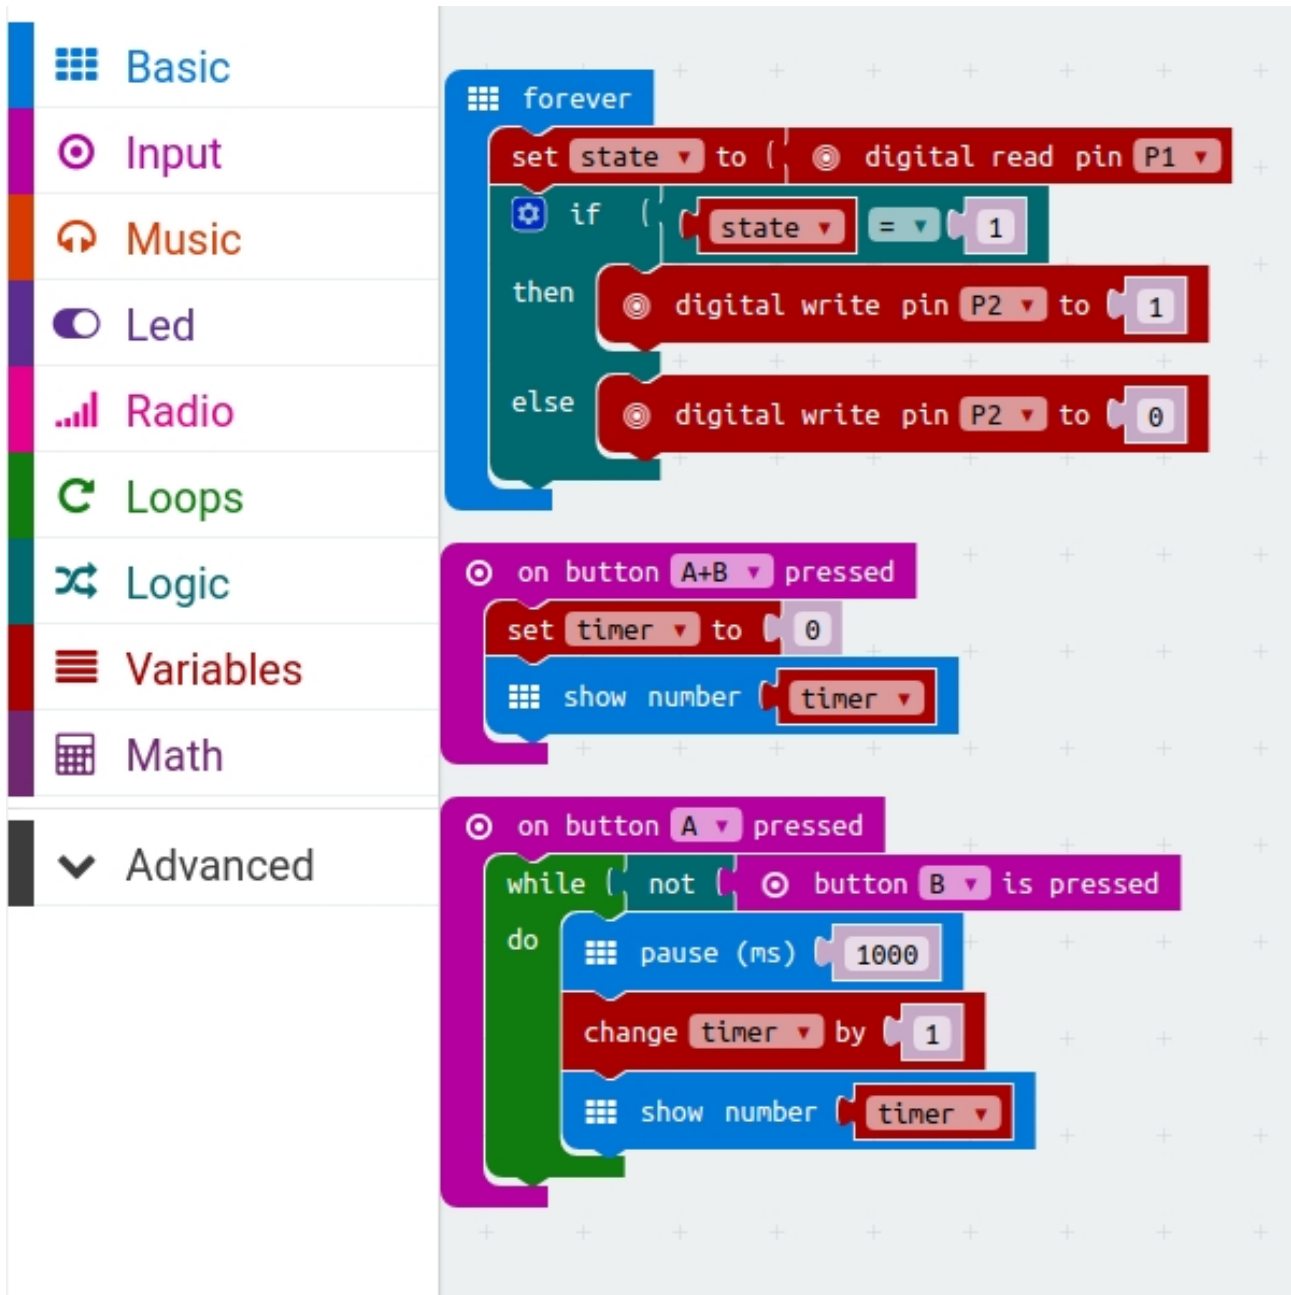 Basic
Input
Music
Led
Radio
Loops
Logic
Variables
Math
Advanced
forever
set state to digital read pin P1
if state = 1
then digital write pin P2 to 1
else digital write pin P2 to 0
on button A+B pressed
set timer to 0
show number timer
on button A pressed
while not button B is pressed
do pause (ms) 1000
change timer by 1
show number timer